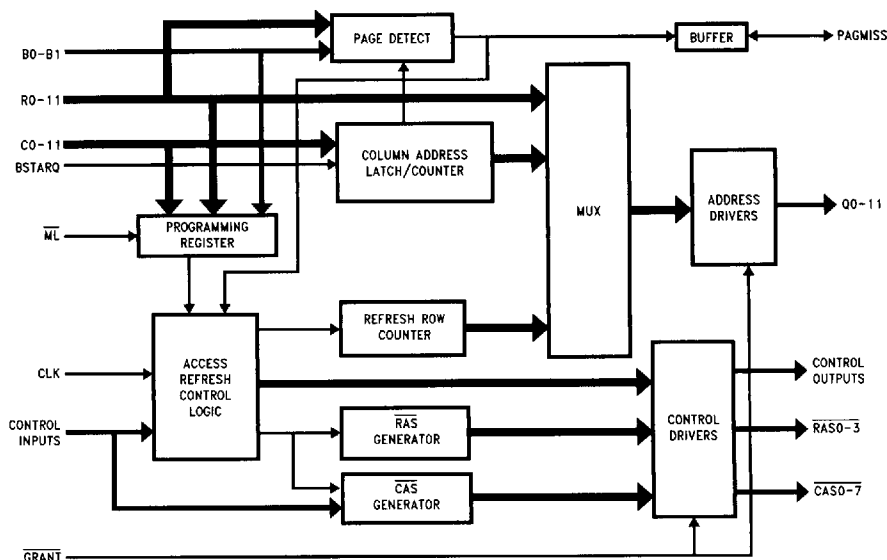 PAGE DETECT
BUFFER
PAGMISS
B0-B1
R0-11
C0-11
BSTARQ
COLUMN ADDRESS
LATCH/COUNTER
MUX
ADDRESS
DRIVERS
Q0-11
ML
PROGRAMMING
REGISTER
REFRESH ROW
COUNTER
CLK
ACCESS
REFRESH
CONTROL
LOGIC
CONTROL
INPUTS
RAS
GENERATOR
CAS
GENERATOR
CONTROL
DRIVERS
CONTROL
OUTPUTS
RAS0-3
CAS0-7
GRANT